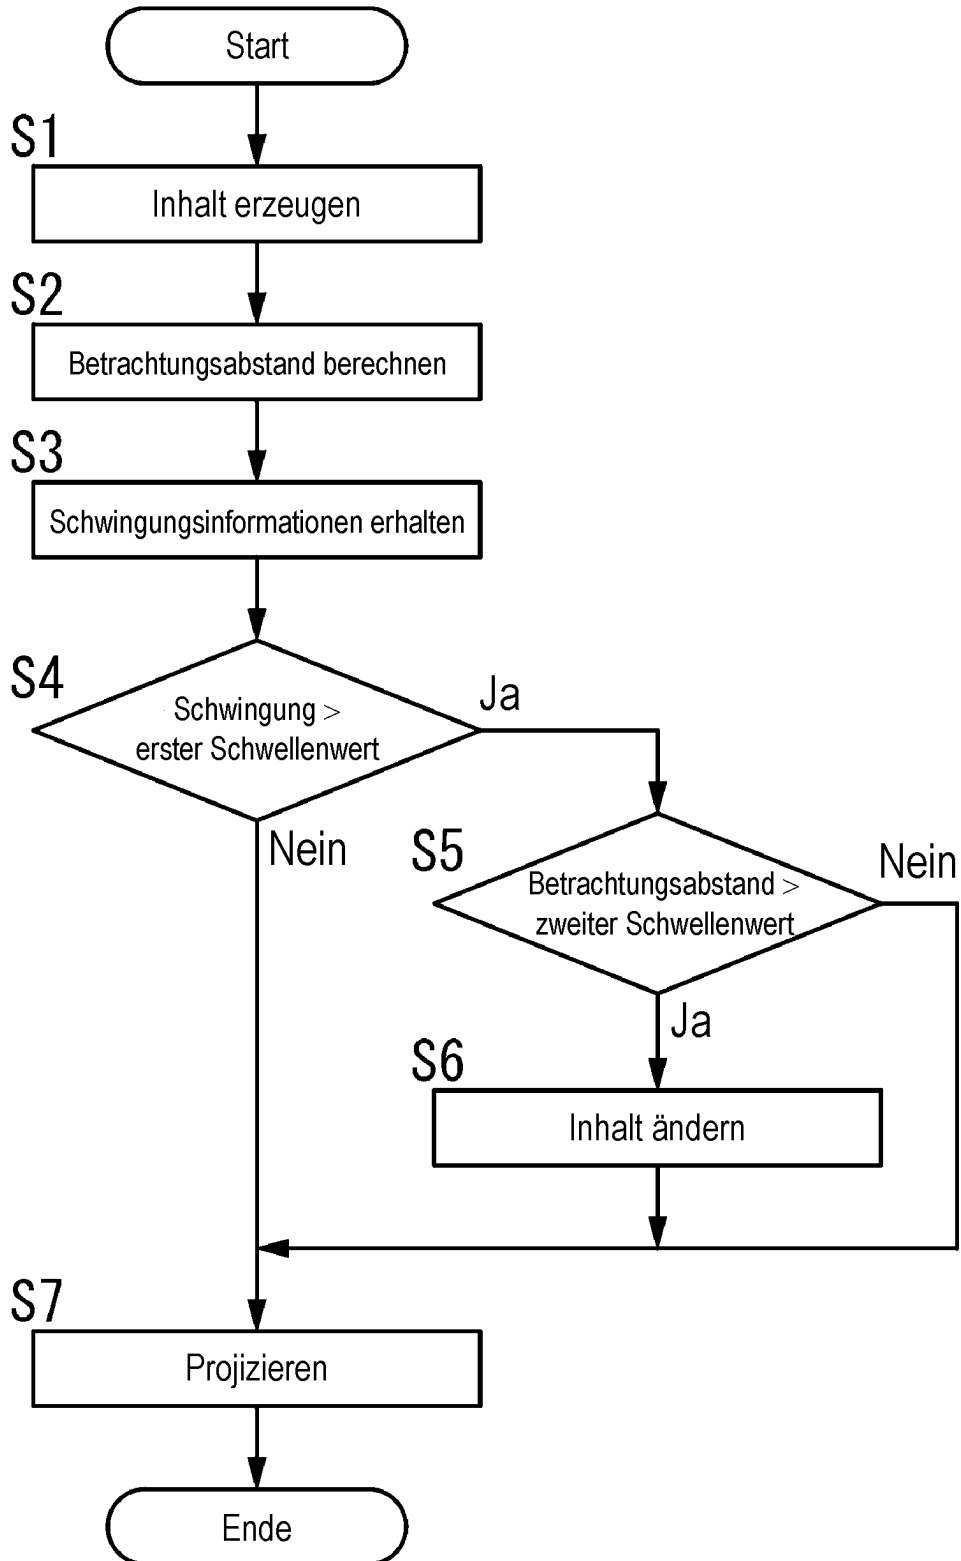 Start
S1
Inhalt erzeugen
S2
Betrachtungsabstand berechnen
S3
Schwingungsinformationen erhalten
S4
Schwingung >
erster Schwellenwert
Ja
Nein
S5
Betrachtungsabstand >
zweiter Schwellenwert
Nein
Ja
S6
Inhalt ändern
S7
Projizieren
Ende